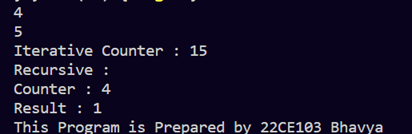 4
5
Iterative Counter : 15
Recursive :
Counter : 4
Result : 1
This Program is Prepared by 22CE103 Bhavya